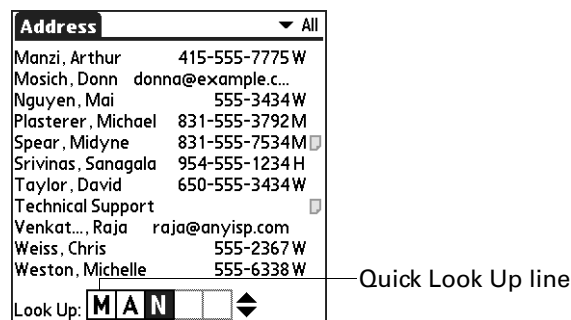 Address All
Manzi, Arthur 415-555-7775 W
Mosich, Donn donna@example.c...
Nguyen, Mai 555-3434 W
Plasterer, Michael 831-555-3792 M
Spear, Midyne 831-555-7534 M
Srivinas, Sanagala 954-555-1234 H
Taylor, David 650-555-3434 W
Technical Support
Venkat..., Raja raja@anyisp.com
Weiss, Chris 555-2367 W
Weston, Michelle 555-6338 W
Look Up: M A N
Quick Look Up line